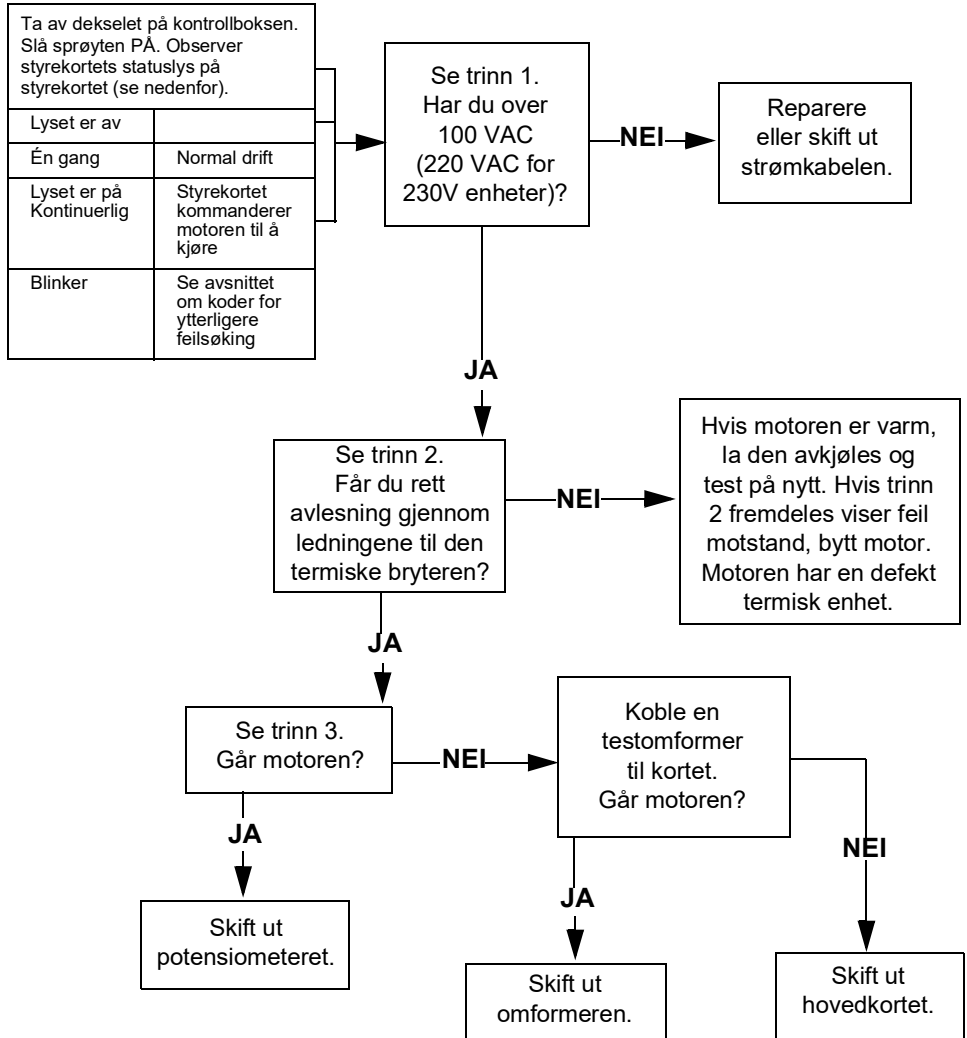 Ta av dekselet på kontrollboksen.
Slå sprøyten PÅ. Observer
styrekortets statuslys på
styrekortet (se nedenfor).
Lyset er av
Én gang
Normal drift
Lyset er på
Kontinuerlig
Styrekortet
kommanderer
motoren til å
kjøre
Blinker
Se avsnittet
om koder for
ytterligere
feilsøking
Se trinn 1.
Har du over
100 VAC
(220 VAC for
230V enheter)?
NEI
Reparere
eller skift ut
strømkabelen.
JA
Se trinn 2.
Får du rett
avlesning gjennom
ledningene til den
termiske bryteren?
NEI
Hvis motoren er varm,
la den avkjøles og
test på nytt. Hvis trinn
2 fremdeles viser feil
motstand, bytt motor.
Motoren har en defekt
termisk enhet.
JA
Se trinn 3.
Går motoren?
NEI
Koble en
testomformer
til kortet.
Går motoren?
JA
Skift ut
potensiometeret.
JA
Skift ut
omformeren.
NEI
Skift ut
hovedkortet.